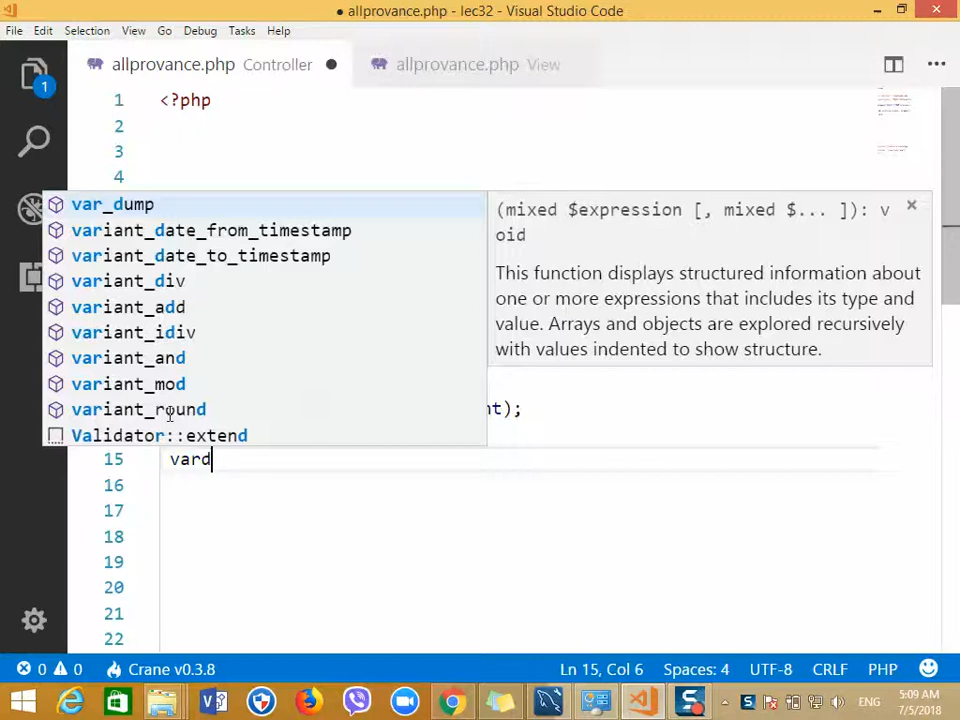 ● allprovance.php - lec32 - Visual Studio Code
File Edit Selection View Go Debug Tasks Help
allprovance.php Controller ●
allprovance.php View
1
1 <?php
2
3
4
var_dump
variant_date_from_timestamp
variant_date_to_timestamp
variant_div
variant_add
variant_idiv
variant_and
variant_mod
variant_round
Validator::extend
(mixed $expression [, mixed $... ]): v
oid
This function displays structured information about
one or more expressions that includes its type and
value. Arrays and objects are explored recursively
with values indented to show structure.
nt);
15 vard
16
17
18
19
20
21
22
0 0 Crane v0.3.8 Ln 15, Col 6 Spaces: 4 UTF-8 CRLF PHP
ENG
5:09 AM
7/5/2018